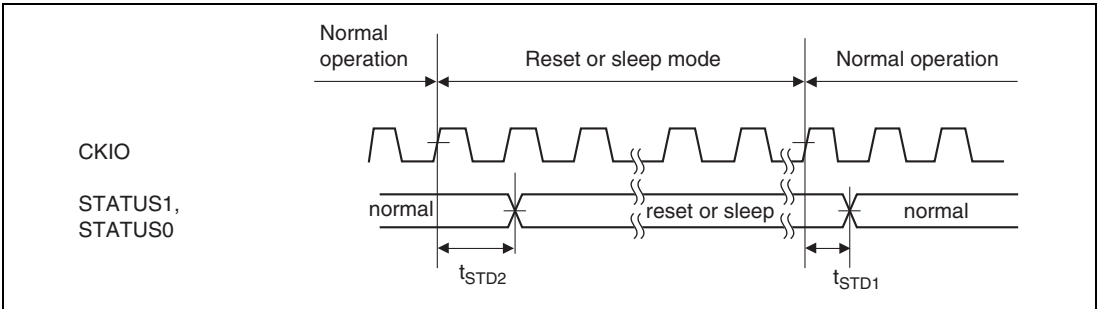 Normal
operation
Reset or sleep mode
Normal operation
CKIO
STATUS1,
STATUS0
normal
reset or sleep
normal
tSTD2
tSTD1